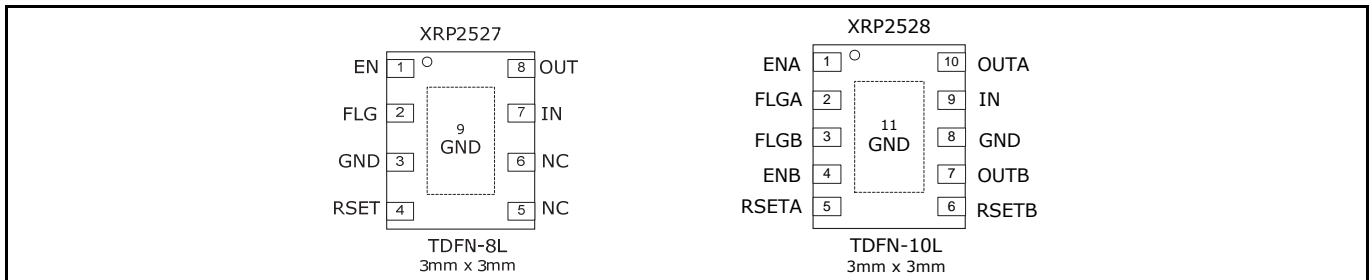 XRP2527
EN 1 8 OUT
FLG 2 7 IN
9
GND
GND 3 6 NC
RSET 4 5 NC
TDFN-8L
3mm x 3mm
XRP2528
ENA 1 10 OUTA
FLGA 2 9 IN
11
GND
FLGB 3 8 GND
ENB 4 7 OUTB
RSETA 5 6 RSETB
TDFN-10L
3mm x 3mm